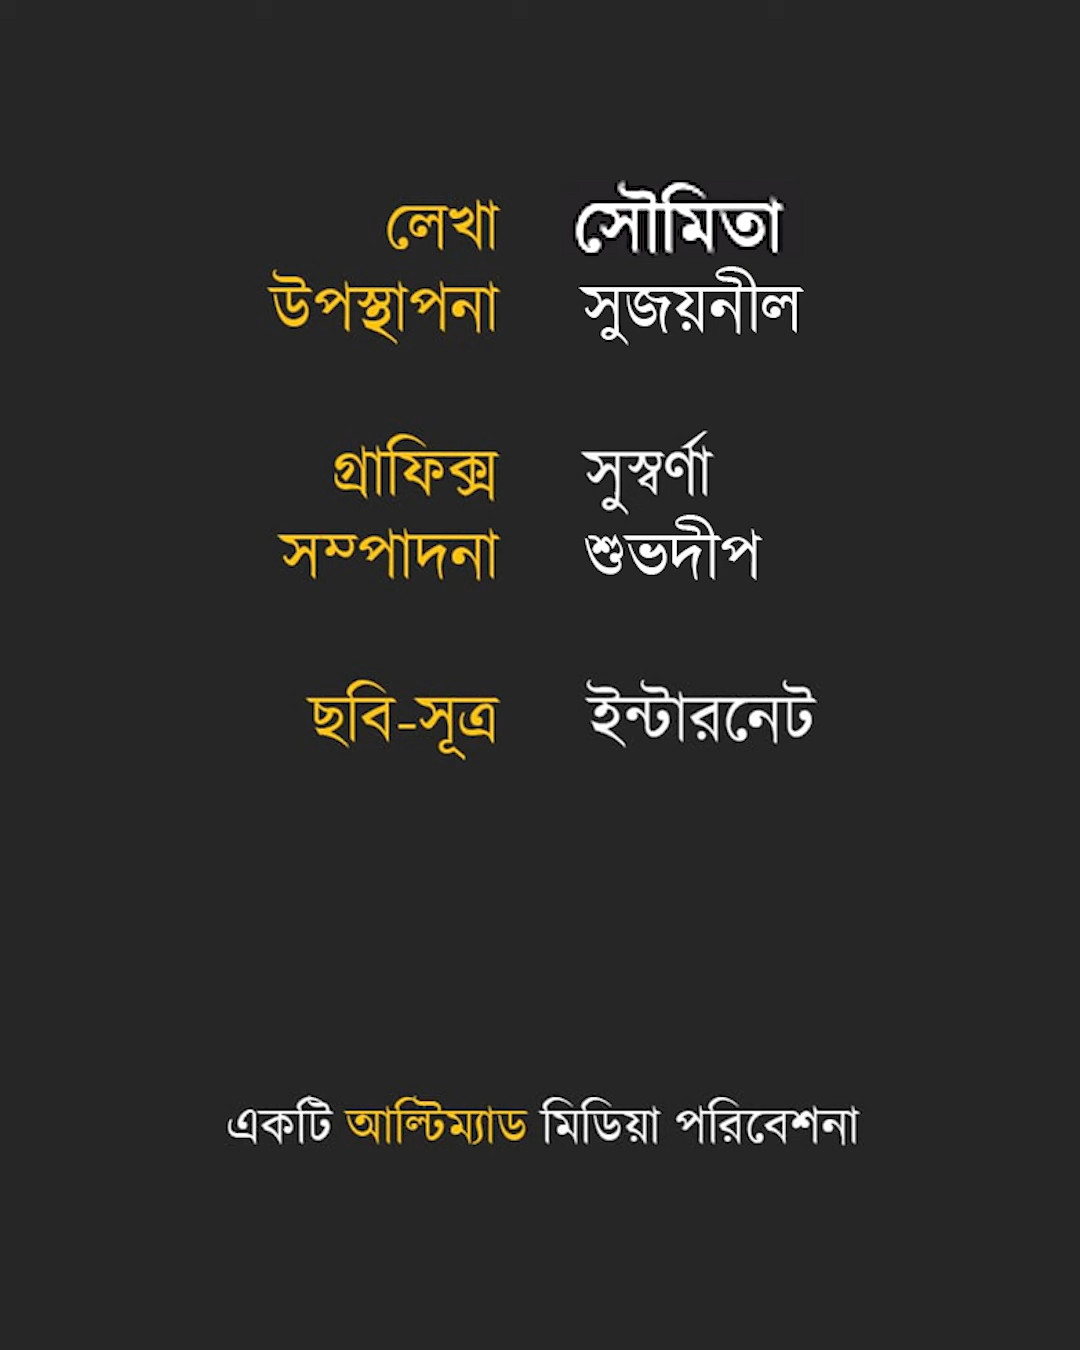 লেখা সৌমিতা
উপস্থাপনা সুজয়নীল
গ্রাফিক্স সুস্বর্ণা
সম্পাদনা শুভদীপ
ছবি-সূত্র ইন্টারনেট
একটি আল্টিম্যাড মিডিয়া পরিবেশনা